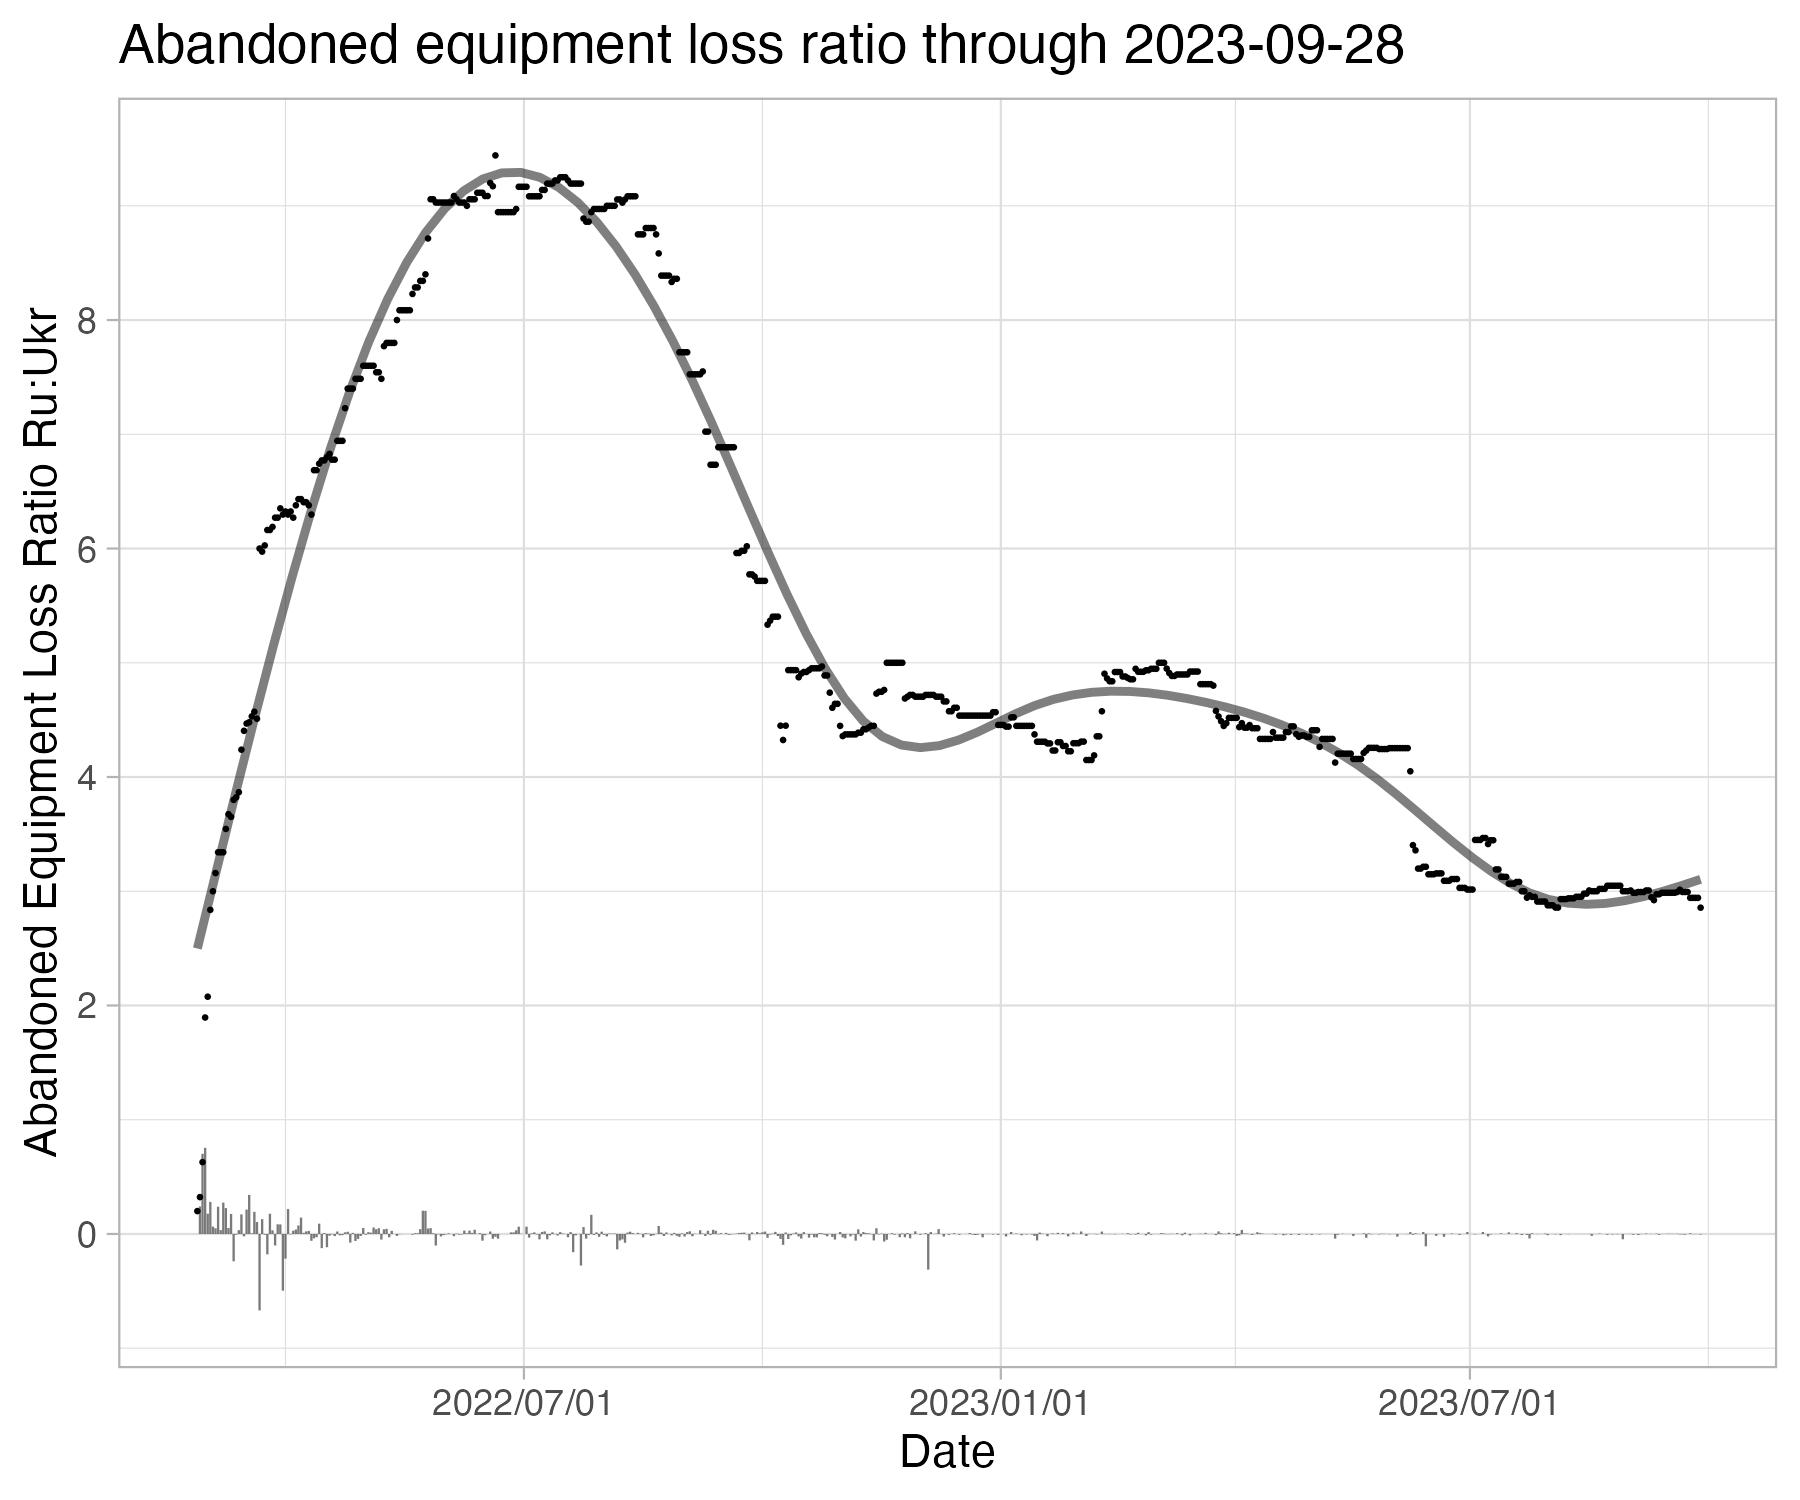 Abandoned equipment loss ratio through 2023-09-28
Abandoned Equipment Loss Ratio Ru:Ukr
8
6
4
2
0
2022/07/01
2023/01/01
2023/07/01
Date